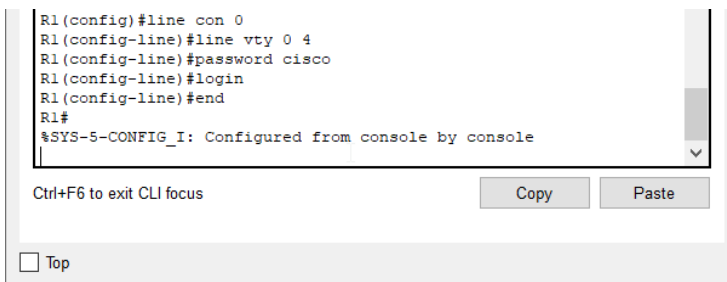 R1(config)#line con 0
R1(config-line)#line vty 0 4
R1(config-line)#password cisco
R1(config-line)#login
R1(config-line)#end
R1#
%SYS-5-CONFIG_I: Configured from console by console
Ctrl+F6 to exit CLI focus
Copy
Paste
Top